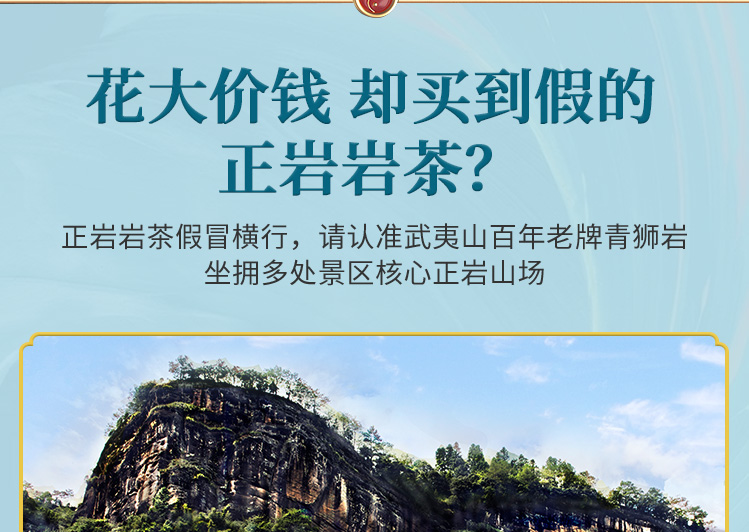 花大价钱 却买到假的
正岩岩茶?
正岩岩茶假冒横行，请认准武夷山百年老牌青狮岩
坐拥多处景区核心正岩山场